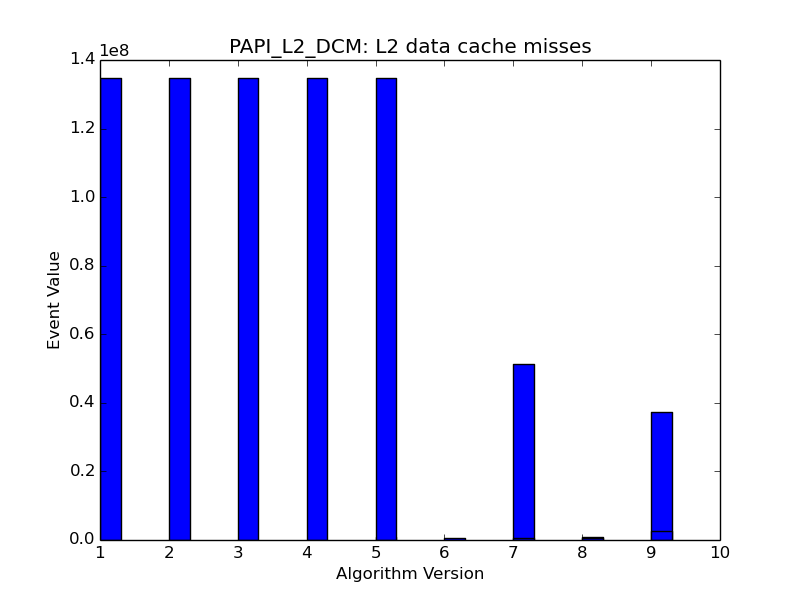 PAPI_L2_DCM: L2 data cache misses
1e8
1.4
1.2
1.0
0.8
0.6
0.4
0.2
0.0
Event Value
1 2 3 4 5 6 7 8 9 10
Algorithm Version